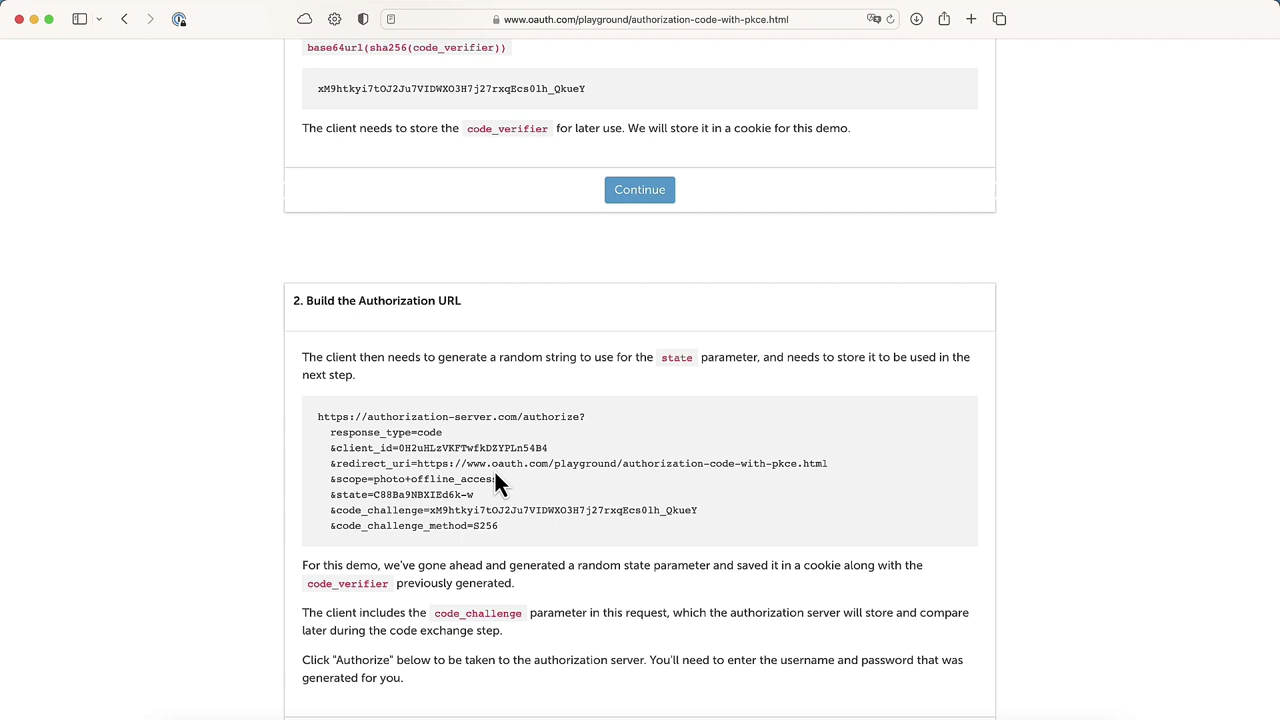 www.oauth.com/playground/authorization-code-with-pkce.html
base64url(sha256(code_verifier))
xM9htkyi7tOJ2Ju7VIDWXO3H7j27rxqEcs0lh_QkueY
The client needs to store the code_verifier for later use. We will store it in a cookie for this demo.
Continue
2. Build the Authorization URL
The client then needs to generate a random string to use for the state parameter, and needs to store it to be used in the
next step.
https://authorization-server.com/authorize?
response_type=code
&client_id=0H2uHLzVKFTwfkDZYPLn54B4
&redirect_uri=https://www.oauth.com/playground/authorization-code-with-pkce.html
&scope=photo+offline_access
&state=C88Ba9NBXIEd6k-w
&code_challenge=xM9htkyi7tOJ2Ju7VIDWXO3H7j27rxqEcs0lh_QkueY
&code_challenge_method=S256
For this demo, we've gone ahead and generated a random state parameter and saved it in a cookie along with the
code_verifier previously generated.
The client includes the code_challenge parameter in this request, which the authorization server will store and compare
later during the code exchange step.
Click "Authorize" below to be taken to the authorization server. You'll need to enter the username and password that was
generated for you.